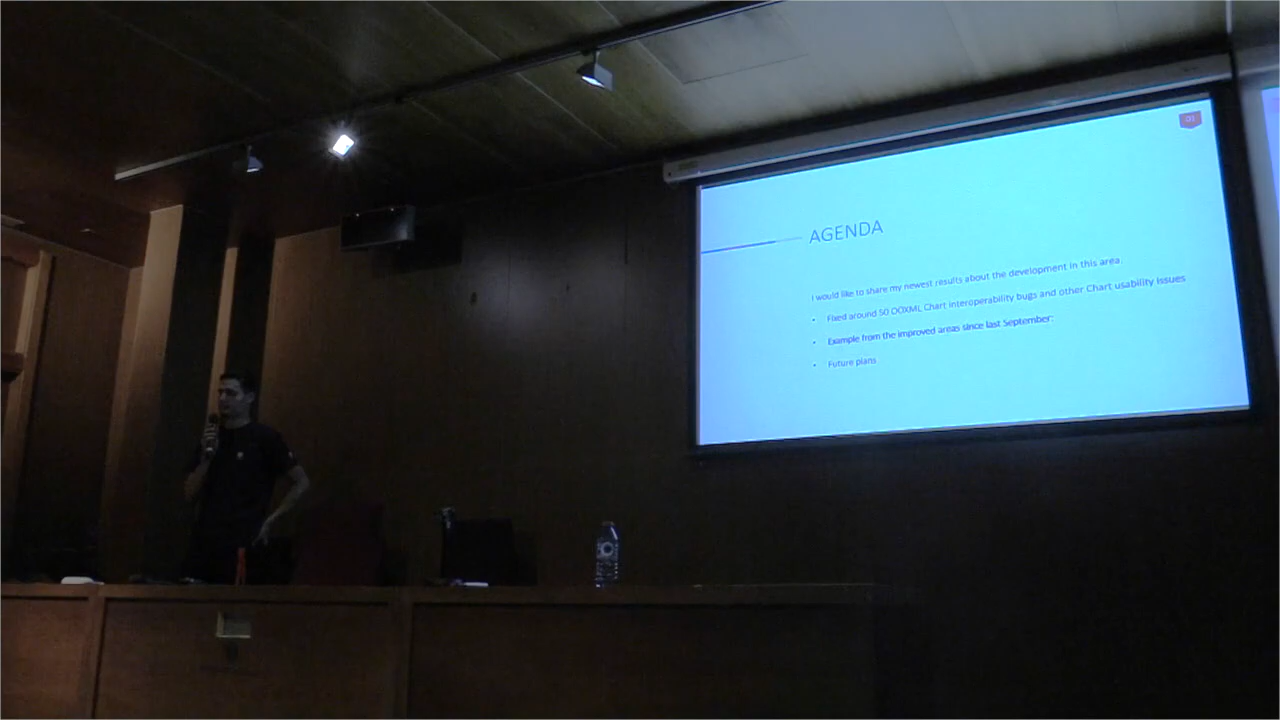 01
AGENDA
I would like to share my newest results about the development in this area.
• Fixed around 50 OOXML Chart interoperability bugs and other Chart usability issues
• Example from the improved areas since last September:
• Future plans